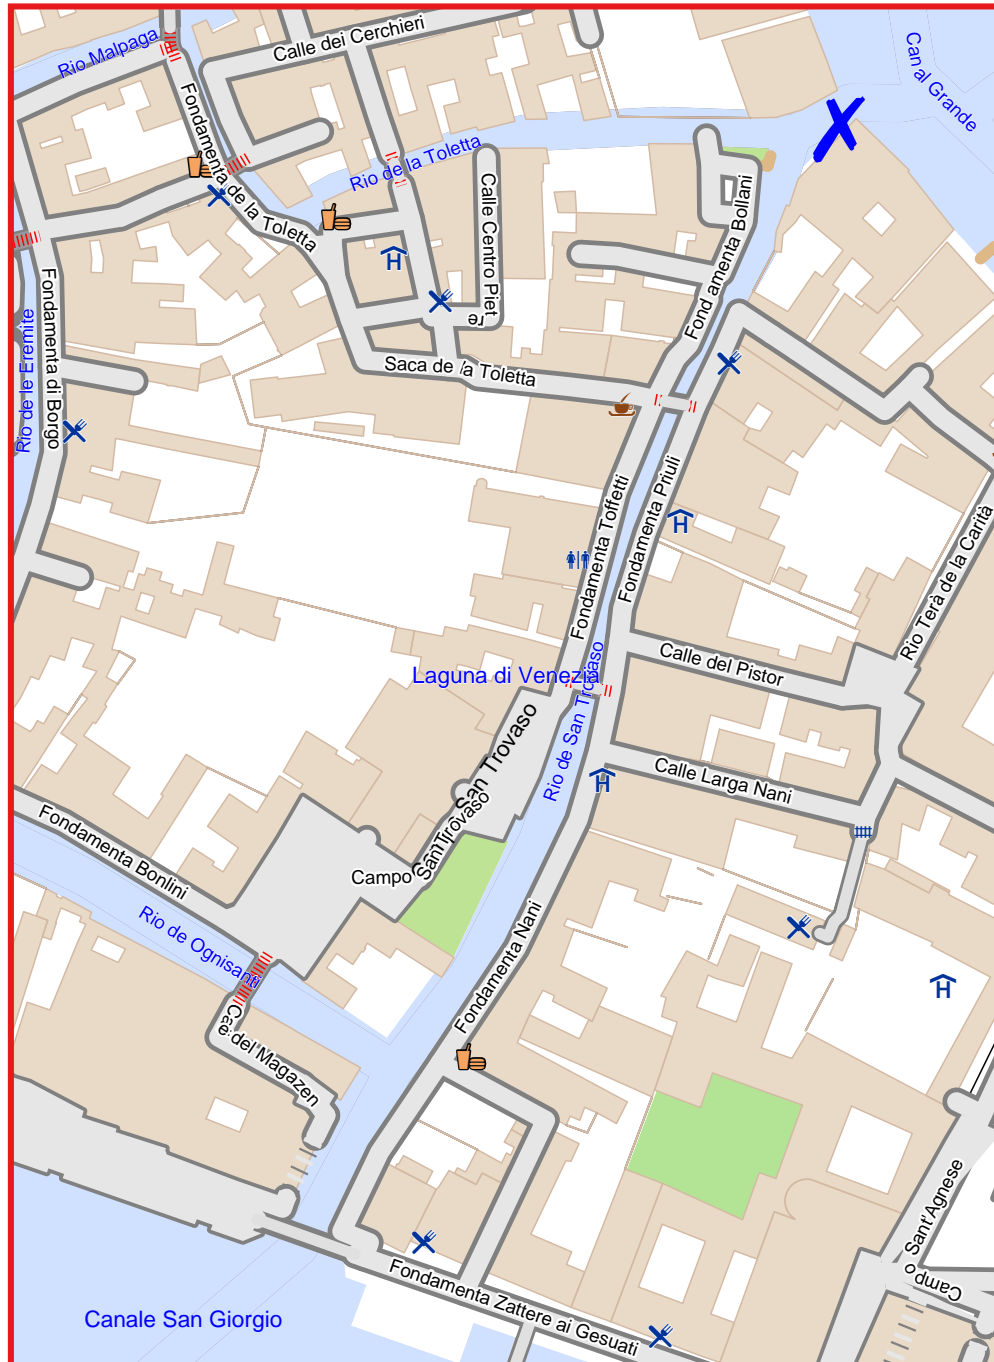 Calle dei Cerchieri
Rio Malpaga
Canal Grande
Fondamenta de la Toletta
Rio de la Toletta
Calle Centro Pietre
Fondamenta Bollani
Fondamenta di Borgo
Rio de le Eremite
Saca de la Toletta
Fondamenta Toffetti
Fondamenta Priuli
Rio Terà de la Carità
Laguna di Venezia
Calle del Pistor
Rio de San Trovaso
San Trovaso
Calle Larga Nani
Fondamenta Bonlini
Campo San Trovaso
Rio de Ognisanti
Fondamenta Nani
Calle del Magazen
Campo Sant'Agnese
Fondamenta Zattere ai Gesuati
Canale San Giorgio